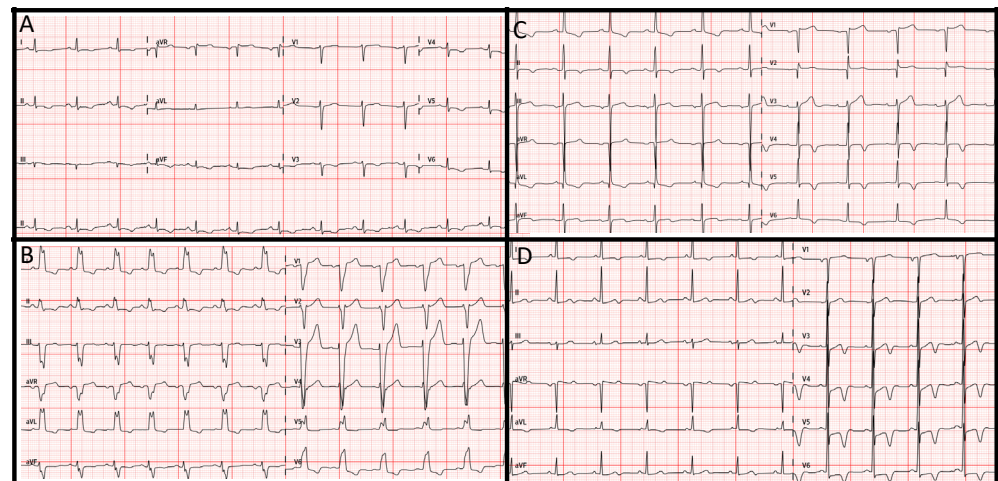 A
I aVR V1 V4
II aVL V2 V5
III aVF V3 V6
II
B
V1
II V2
III V3
aVR V4
aVL V5
aVF V6
C
V1
II V2
III V3
aVR V4
aVL V5
aVF V6
D
I V1
II V2
III V3
aVR V4
aVL V5
aVF V6